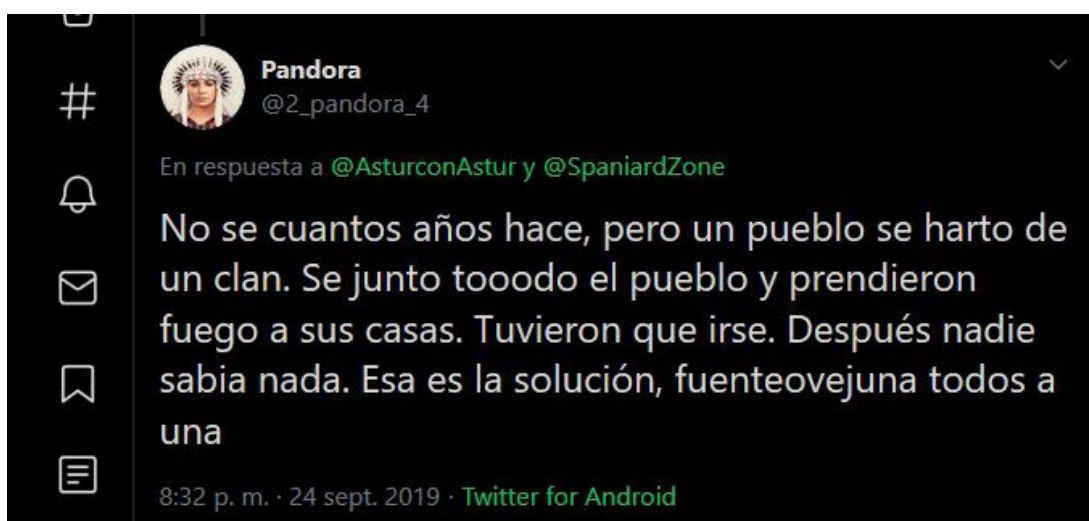 Pandora
@2_pandora_4
En respuesta a @AsturconAstur y @SpaniardZone
No se cuantos años hace, pero un pueblo se harto de
un clan. Se junto tooodo el pueblo y prendieron
fuego a sus casas. Tuvieron que irse. Después nadie
sabia nada. Esa es la solución, fuenteovejuna todos a
una
8:32 p. m. · 24 sept. 2019 · Twitter for Android